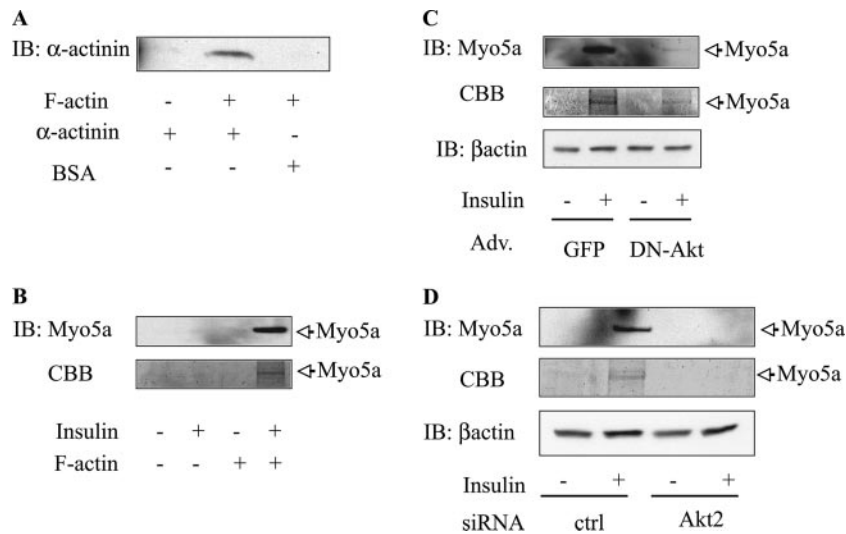 A
IB: α-actinin
F-actin - + +
α-actinin + + -
BSA - - +
B
IB: Myo5a Myo5a
CBB Myo5a
Insulin - + - +
F-actin - - + +
C
IB: Myo5a Myo5a
CBB Myo5a
IB: βactin
Insulin - + - +
Adv. GFP DN-Akt
D
IB: Myo5a Myo5a
CBB Myo5a
IB: βactin
Insulin - + - +
siRNA ctrl Akt2